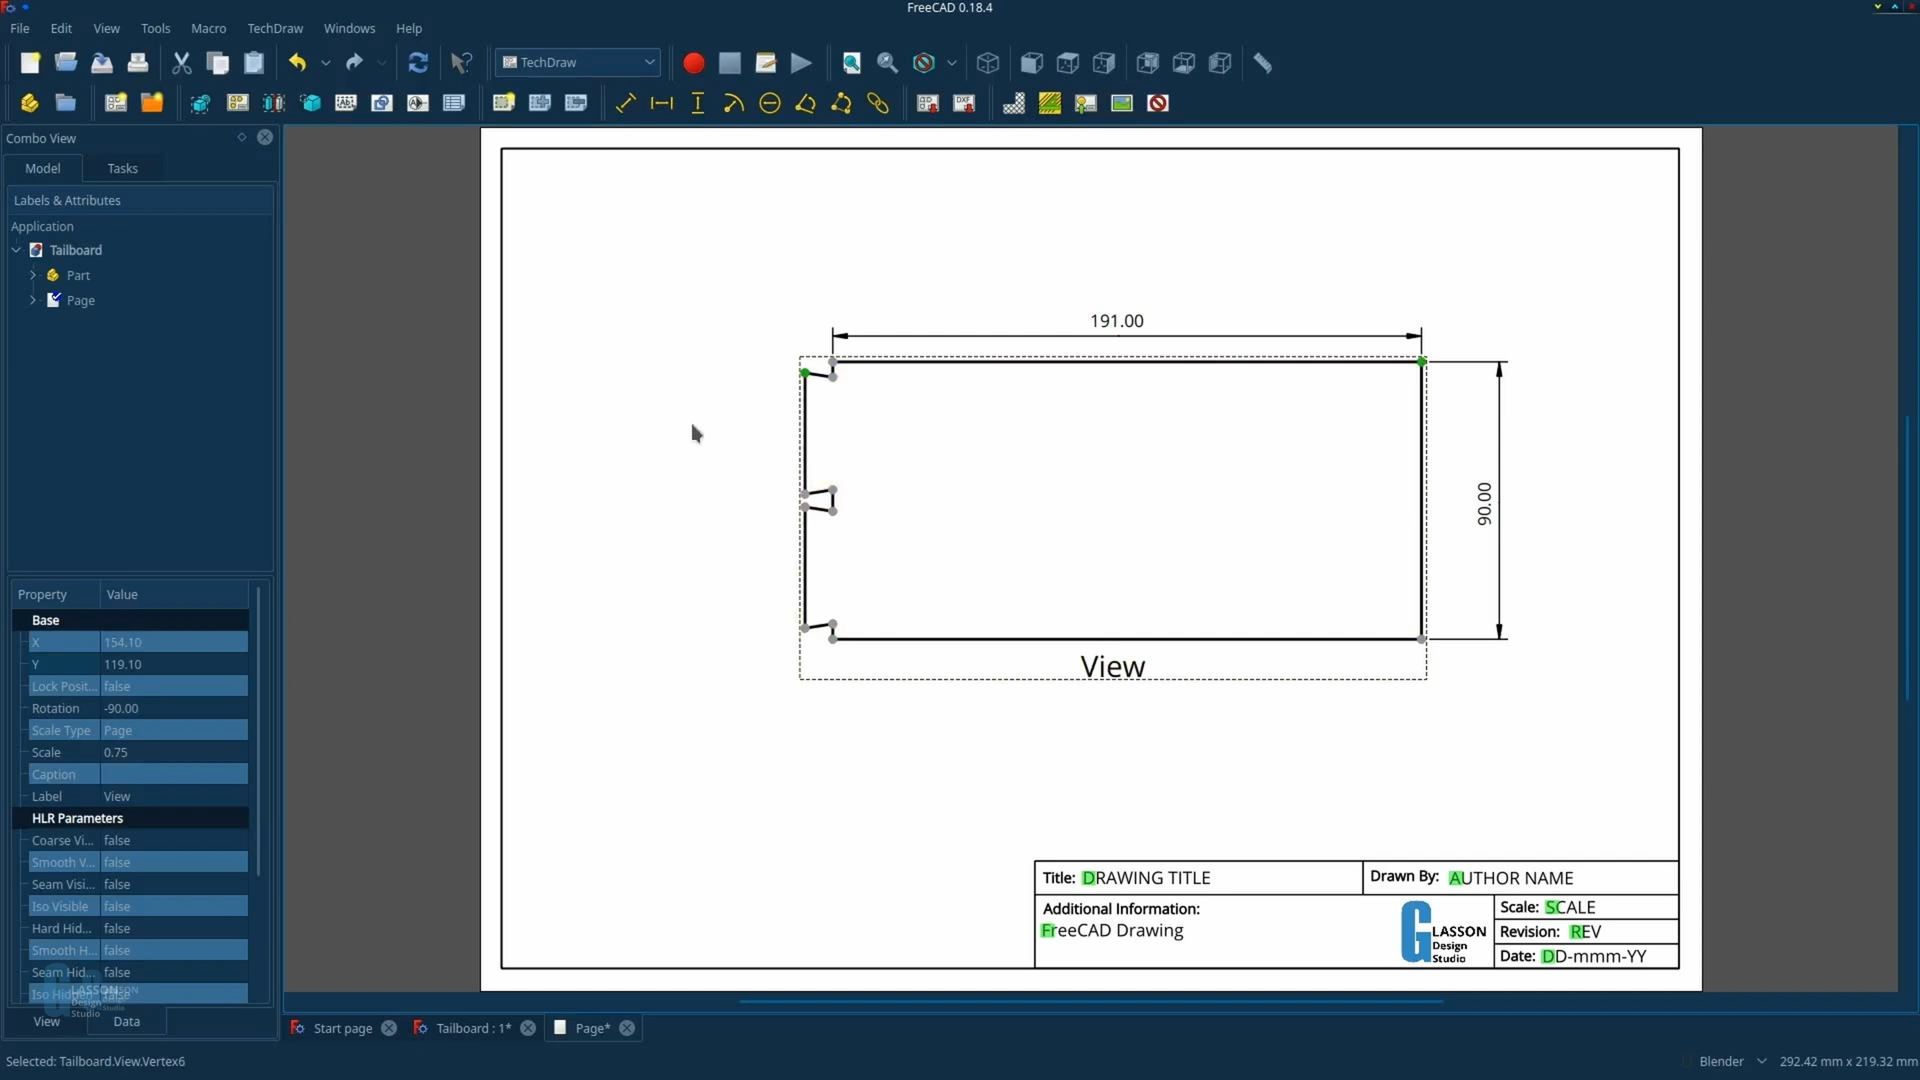 FreeCAD 0.18.4
File Edit View Tools Macro TechDraw Windows Help
TechDraw
Combo View
Model Tasks
Labels & Attributes
Application
Tailboard
Part
Page
Property Value
Base
X 154.10
Y 119.10
Lock Posit... false
Rotation -90.00
Scale Type Page
Scale 0.75
Caption
Label View
HLR Parameters
Coarse Vi... false
Smooth V... false
Seam Visi... false
Iso Visible false
Hard Hid... false
Smooth H... false
Seam Hid... false
Iso Hidden false
LASSON
Design
Studio
View Data
191.00
90.00
View
Title: DRAWING TITLE
Drawn By: AUTHOR NAME
Additional Information:
FreeCAD Drawing
GLASSON
Design
Studio
Scale: SCALE
Revision: REV
Date: DD-mmm-YY
Start page Tailboard : 1* Page*
Selected: Tailboard.View.Vertex6
Blender 292.42 mm x 219.32 mm